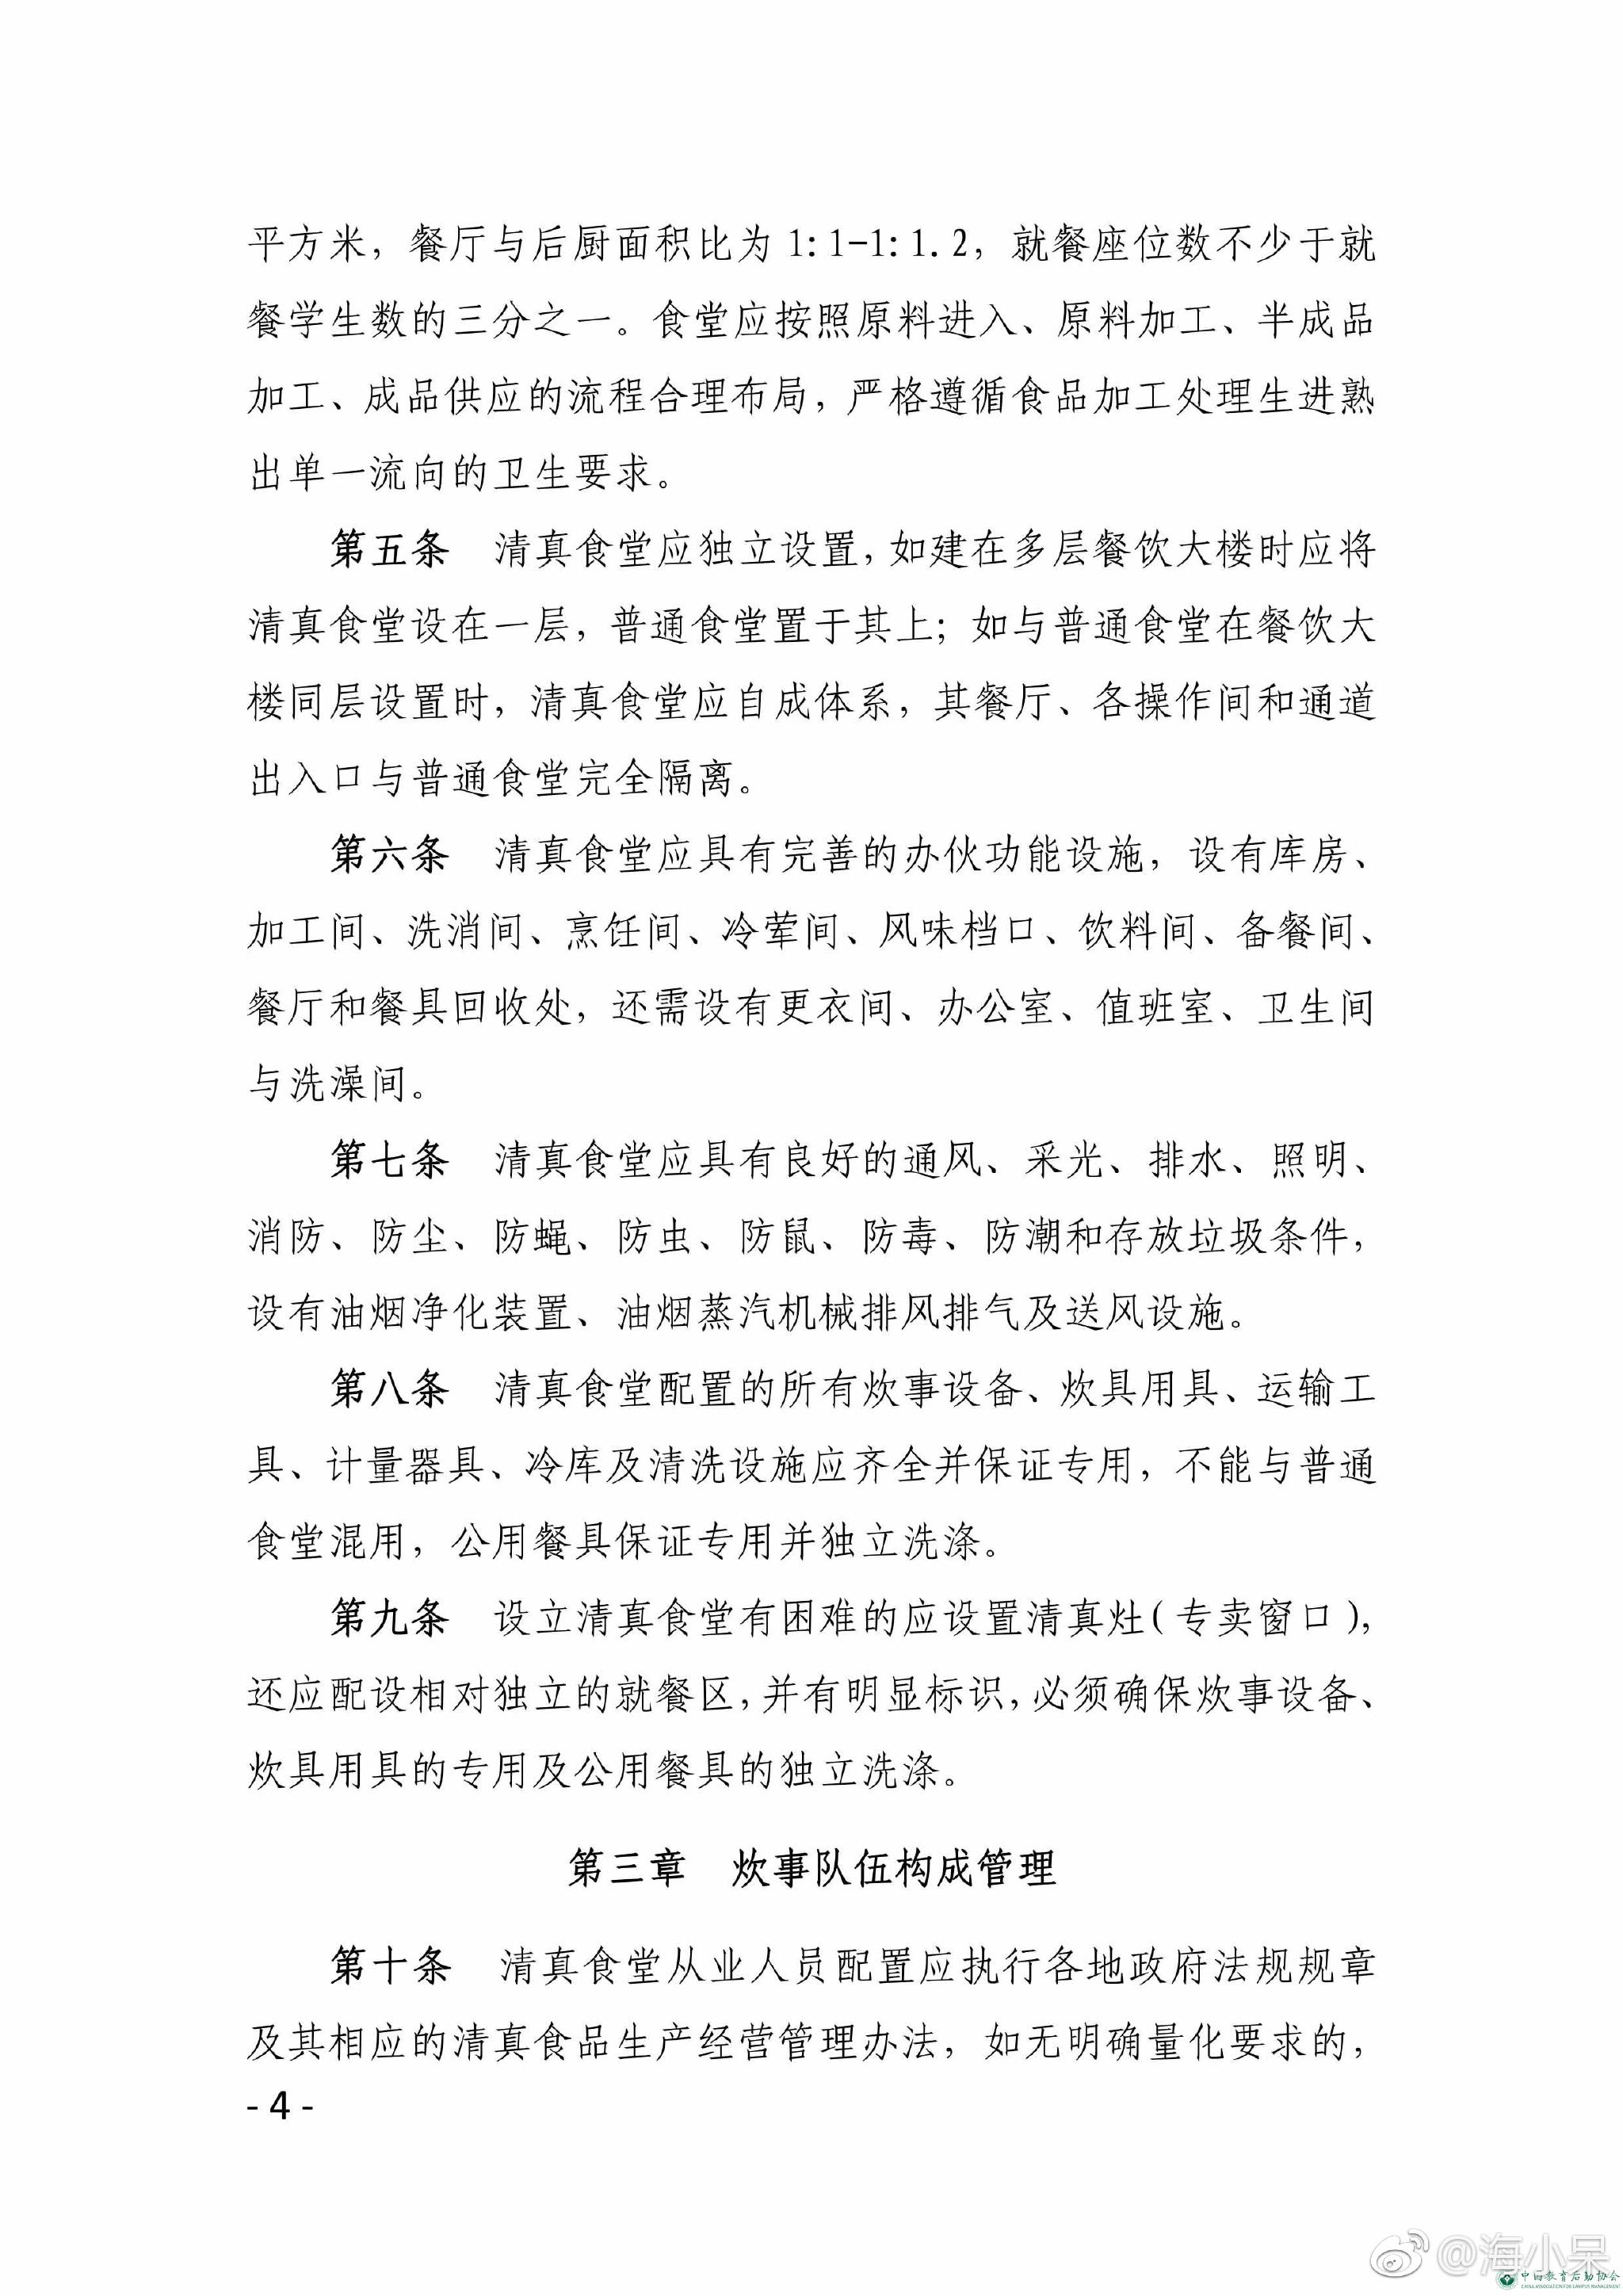 平方米，餐厅与后厨面积比为 1：1-1：1.2，就餐座位数不少于就
餐学生数的三分之一。食堂应按照原料进入、原料加工、半成品
加工、成品供应的流程合理布局，严格遵循食品加工处理生进熟
出单一流向的卫生要求。
第五条　清真食堂应独立设置，如建在多层餐饮大楼时应将
清真食堂设在一层，普通食堂置于其上；如与普通食堂在餐饮大
楼同层设置时，清真食堂应自成体系，其餐厅、各操作间和通道
出入口与普通食堂完全隔离。
第六条　清真食堂应具有完善的办伙功能设施，设有库房、
加工间、洗消间、烹饪间、冷荤间、风味档口、饮料间、备餐间、
餐厅和餐具回收处，还需设有更衣间、办公室、值班室、卫生间
与洗澡间。
第七条　清真食堂应具有良好的通风、采光、排水、照明、
消防、防尘、防蝇、防虫、防鼠、防毒、防潮和存放垃圾条件，
设有油烟净化装置、油烟蒸汽机械排风排气及送风设施。
第八条　清真食堂配置的所有炊事设备、炊具用具、运输工
具、计量器具、冷库及清洗设施应齐全并保证专用，不能与普通
食堂混用，公用餐具保证专用并独立洗涤。
第九条　设立清真食堂有困难的应设置清真灶（专卖窗口），
还应配设相对独立的就餐区，并有明显标识，必须确保炊事设备、
炊具用具的专用及公用餐具的独立洗涤。
第三章　炊事队伍构成管理
第十条　清真食堂从业人员配置应执行各地政府法规规章
及其相应的清真食品生产经营管理办法，如无明确量化要求的，
- 4 -
@海小呆
中国教育后勤协会
CHINA ASSOCIATION FOR CAMPUS MANAGEMENT